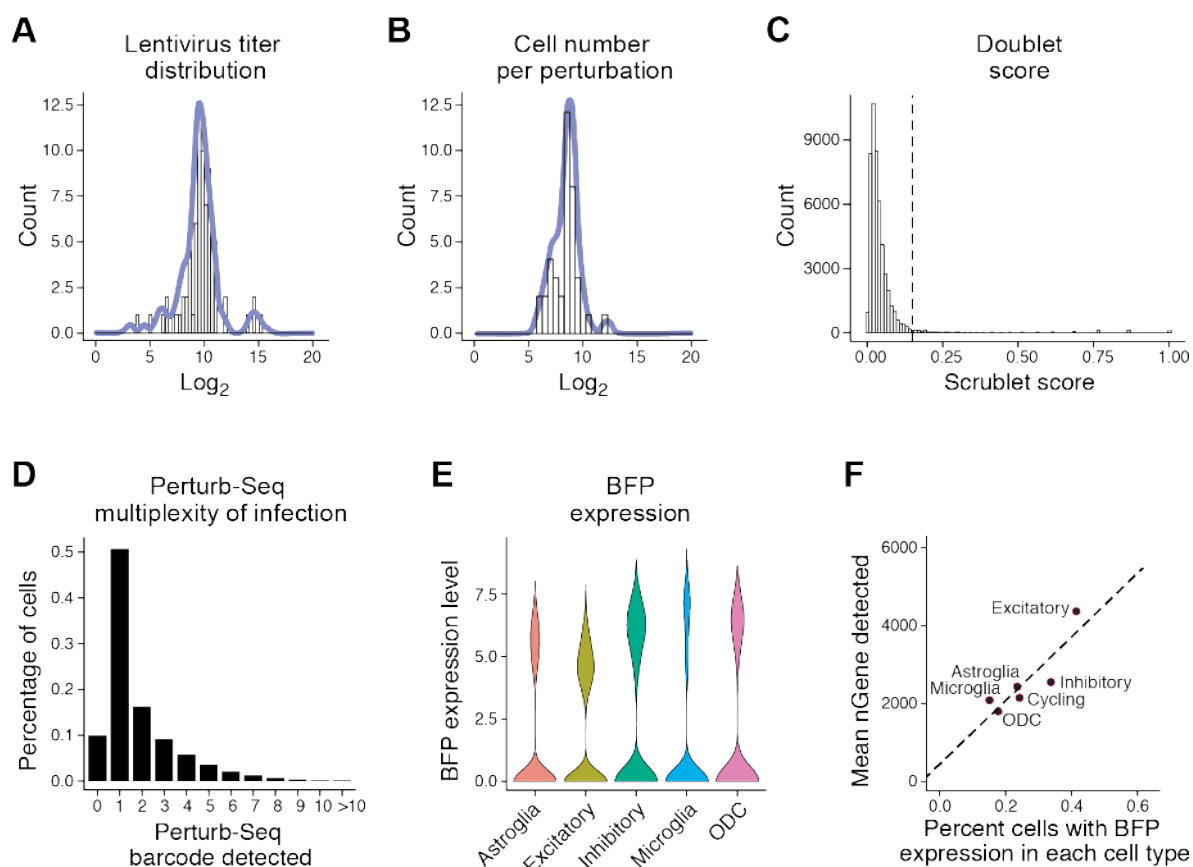 A
Lentivirus titer
distribution
Count
12.5
10.0
7.5
5.0
2.5
0.0
0 5 10 15 20
Log2
B
Cell number
per perturbation
Count
12.5
10.0
7.5
5.0
2.5
0.0
0 5 10 15 20
Log2
C
Doublet
score
Count
9000
6000
3000
0
0.00 0.25 0.50 0.75 1.00
Scrublet score
D
Perturb-Seq
multiplexity of infection
Percentage of cells
0.5
0.4
0.3
0.2
0.1
0.0
0 1 2 3 4 5 6 7 8 9 10 >10
Perturb-Seq
barcode detected
E
BFP
expression
BFP expression level
7.5
5.0
2.5
0.0
Astroglia Excitatory Inhibitory Microglia ODC
F
Mean nGene detected
6000
4000
2000
0
Excitatory
Astroglia
Microglia
Inhibitory
Cycling
ODC
0.0 0.2 0.4 0.6
Percent cells with BFP
expression in each cell type